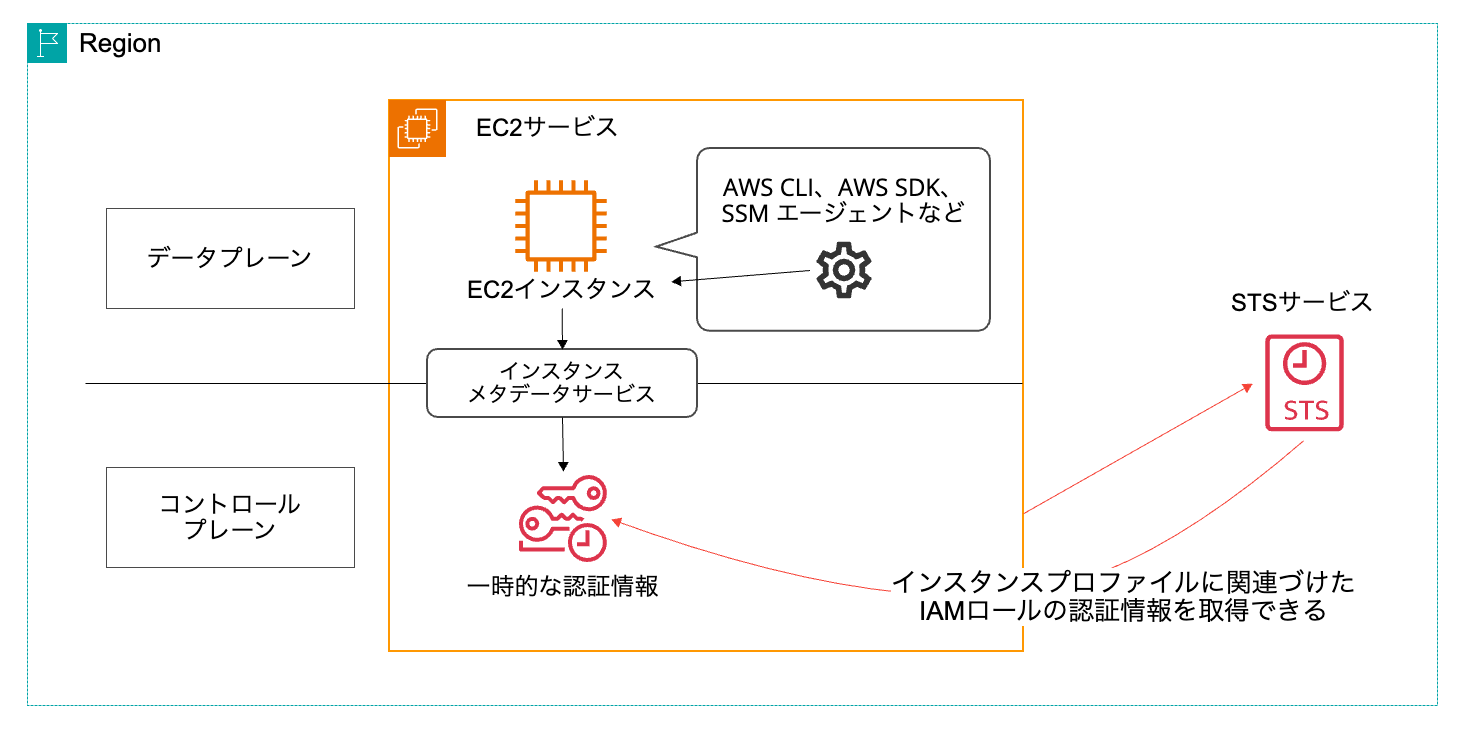 Region
EC2サービス
AWS CLI、AWS SDK、
SSM エージェントなど
データプレーン
EC2インスタンス
STSサービス
インスタンス
メタデータサービス
STS
コントロール
プレーン
一時的な認証情報
インスタンスプロファイルに関連づけた
IAMロールの認証情報を取得できる